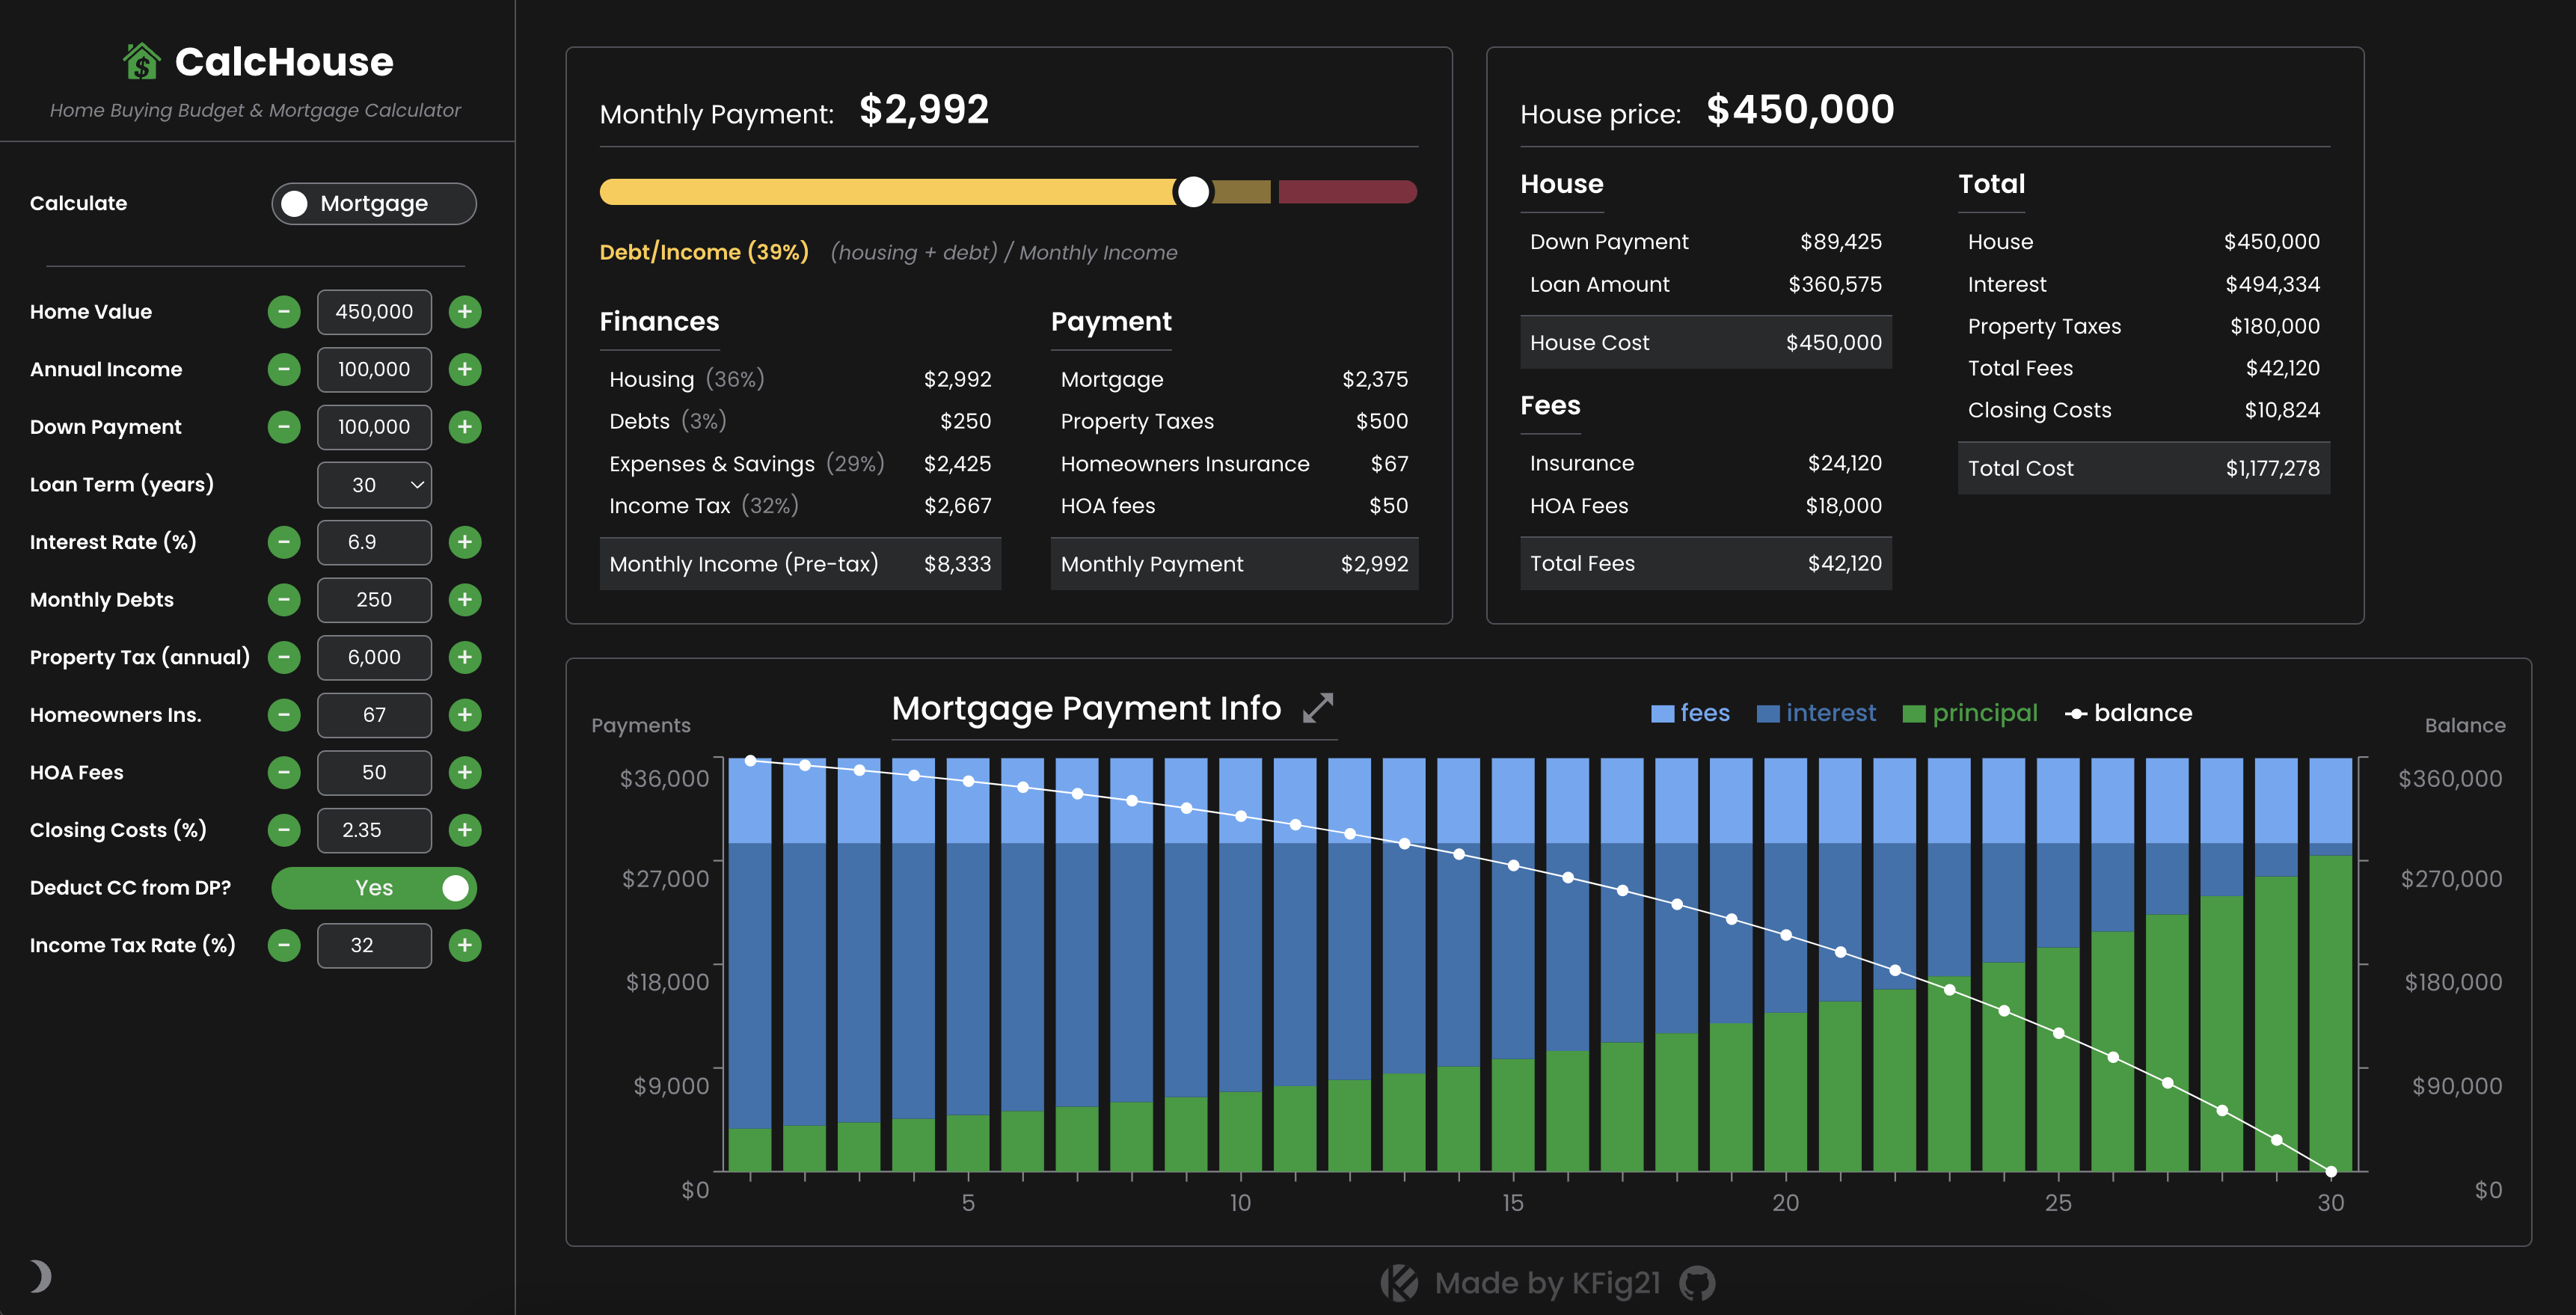 CalcHouse
Home Buying Budget & Mortgage Calculator
Calculate Mortgage
Home Value − 450,000 +
Annual Income − 100,000 +
Down Payment − 100,000 +
Loan Term (years) 30
Interest Rate (%) − 6.9 +
Monthly Debts − 250 +
Property Tax (annual) − 6,000 +
Homeowners Ins. − 67 +
HOA Fees − 50 +
Closing Costs (%) − 2.35 +
Deduct CC from DP? Yes
Income Tax Rate (%) − 32 +
Monthly Payment: $2,992
Debt/Income (39%) (housing + debt) / Monthly Income
Finances
Housing (36%) $2,992
Debts (3%) $250
Expenses & Savings (29%) $2,425
Income Tax (32%) $2,667
Monthly Income (Pre-tax) $8,333
Payment
Mortgage $2,375
Property Taxes $500
Homeowners Insurance $67
HOA fees $50
Monthly Payment $2,992
House price: $450,000
House
Down Payment $89,425
Loan Amount $360,575
House Cost $450,000
Fees
Insurance $24,120
HOA Fees $18,000
Total Fees $42,120
Total
House $450,000
Interest $494,334
Property Taxes $180,000
Total Fees $42,120
Closing Costs $10,824
Total Cost $1,177,278
Mortgage Payment Info
fees interest principal balance
Payments
$36,000
$27,000
$18,000
$9,000
$0
Balance
$360,000
$270,000
$180,000
$90,000
$0
5 10 15 20 25 30
Made by KFig21